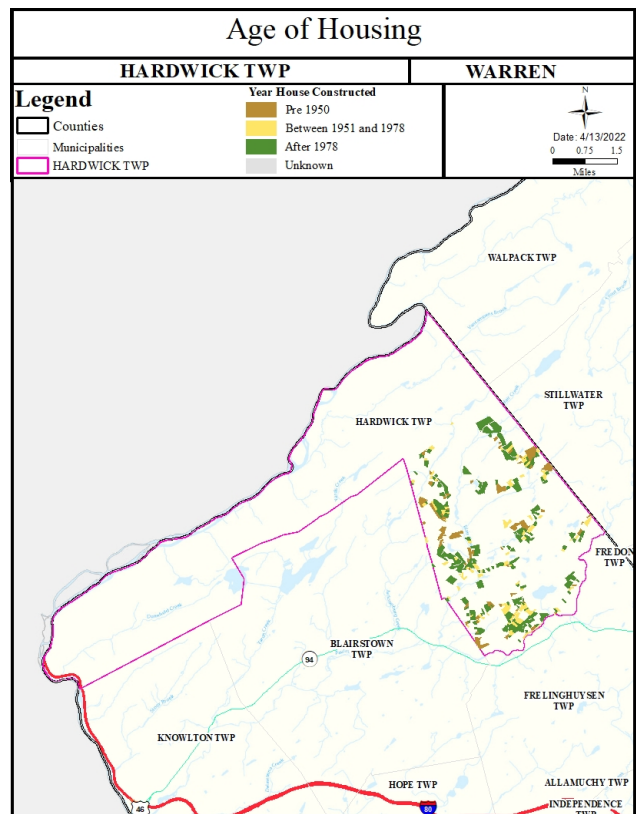 Age of Housing
HARDWICK TWP
WARREN
Legend
Counties
Municipalities
HARDWICK TWP
Year House Constructed
Pre 1950
Between 1951 and 1978
After 1978
Unknown
N
Date: 4/13/2022
0 0.75 1.5
Miles
WALPACK TWP
STILLWATER
TWP
HARDWICK TWP
FREDON
TWP
BLAIRSTOWN
TWP
94
FRELINGHUYSEN
TWP
KNOWLTON TWP
HOPE TWP
ALLAMUCHY TWP
INDEPENDENCE
TWP
46
80